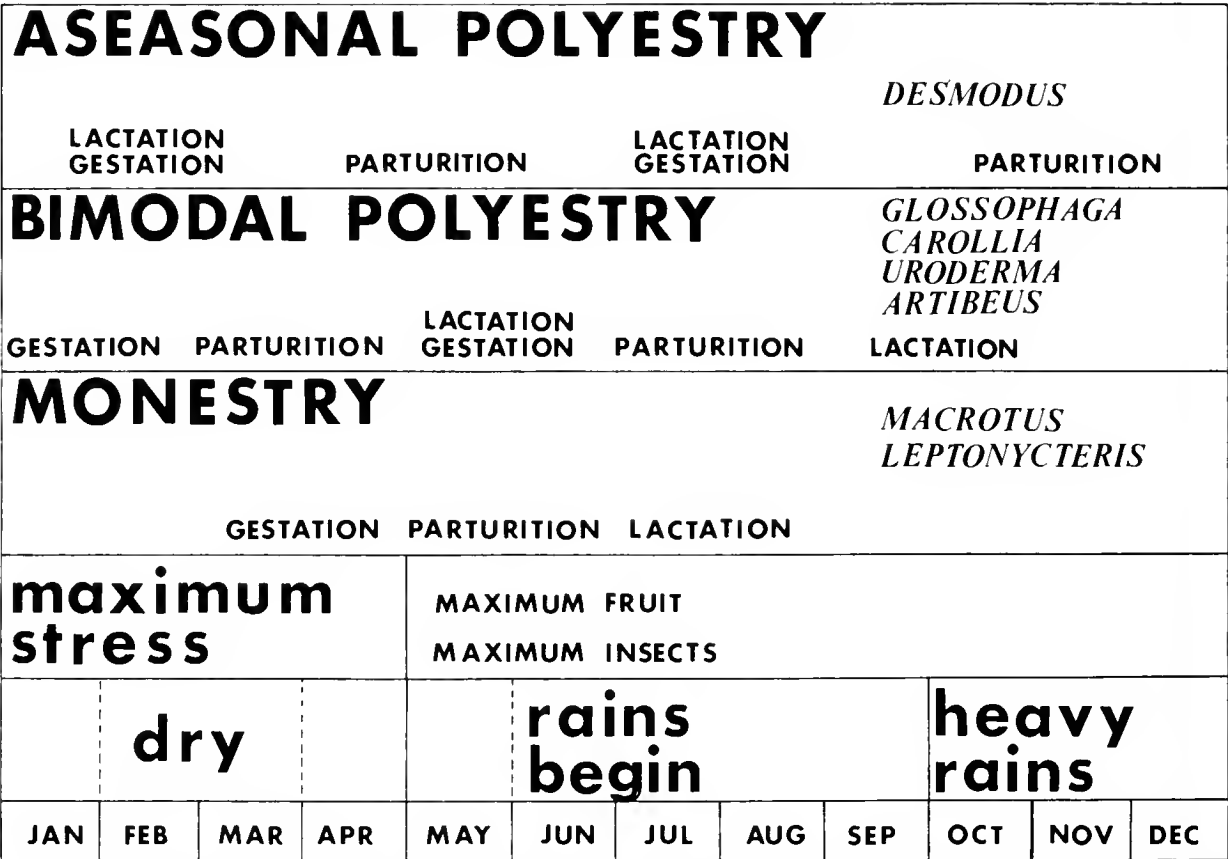 ASEASONAL POLYESTRY
DESMODUS
LACTATION LACTATION
GESTATION PARTURITION GESTATION PARTURITION
BIMODAL POLYESTRY
GLOSSOPHAGA
CAROLLIA
URODERMA
ARTIBEUS
LACTATION
GESTATION PARTURITION GESTATION PARTURITION LACTATION
MONESTRY
MACROTUS
LEPTONYCTERIS
GESTATION PARTURITION LACTATION
maximum
stress
MAXIMUM FRUIT
MAXIMUM INSECTS
dry
rains
begin
heavy
rains
JAN FEB MAR APR MAY JUN JUL AUG SEP OCT NOV DEC